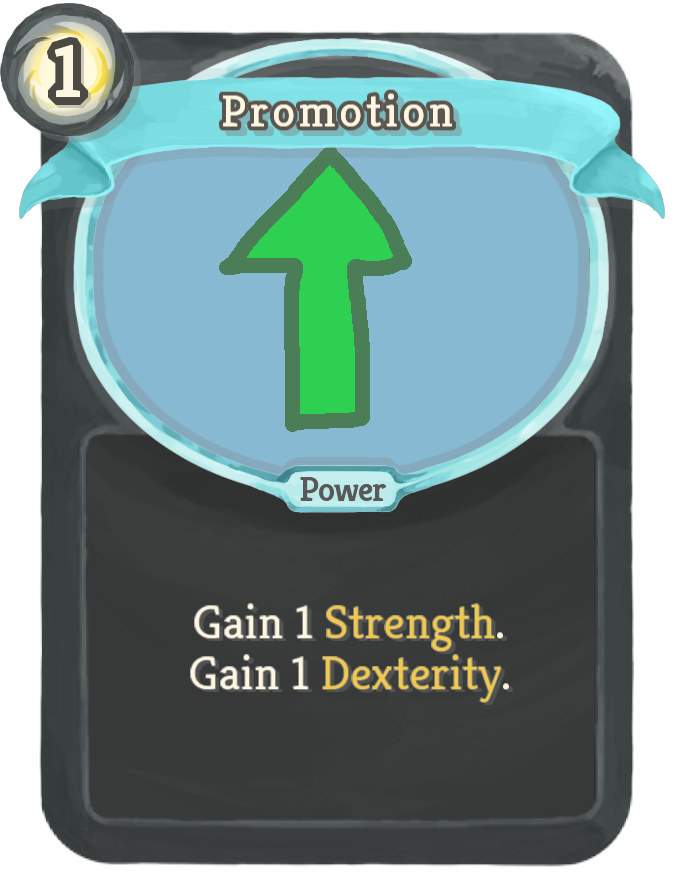 1
Promotion
Power
Gain 1 Strength.
Gain 1 Dexterity.